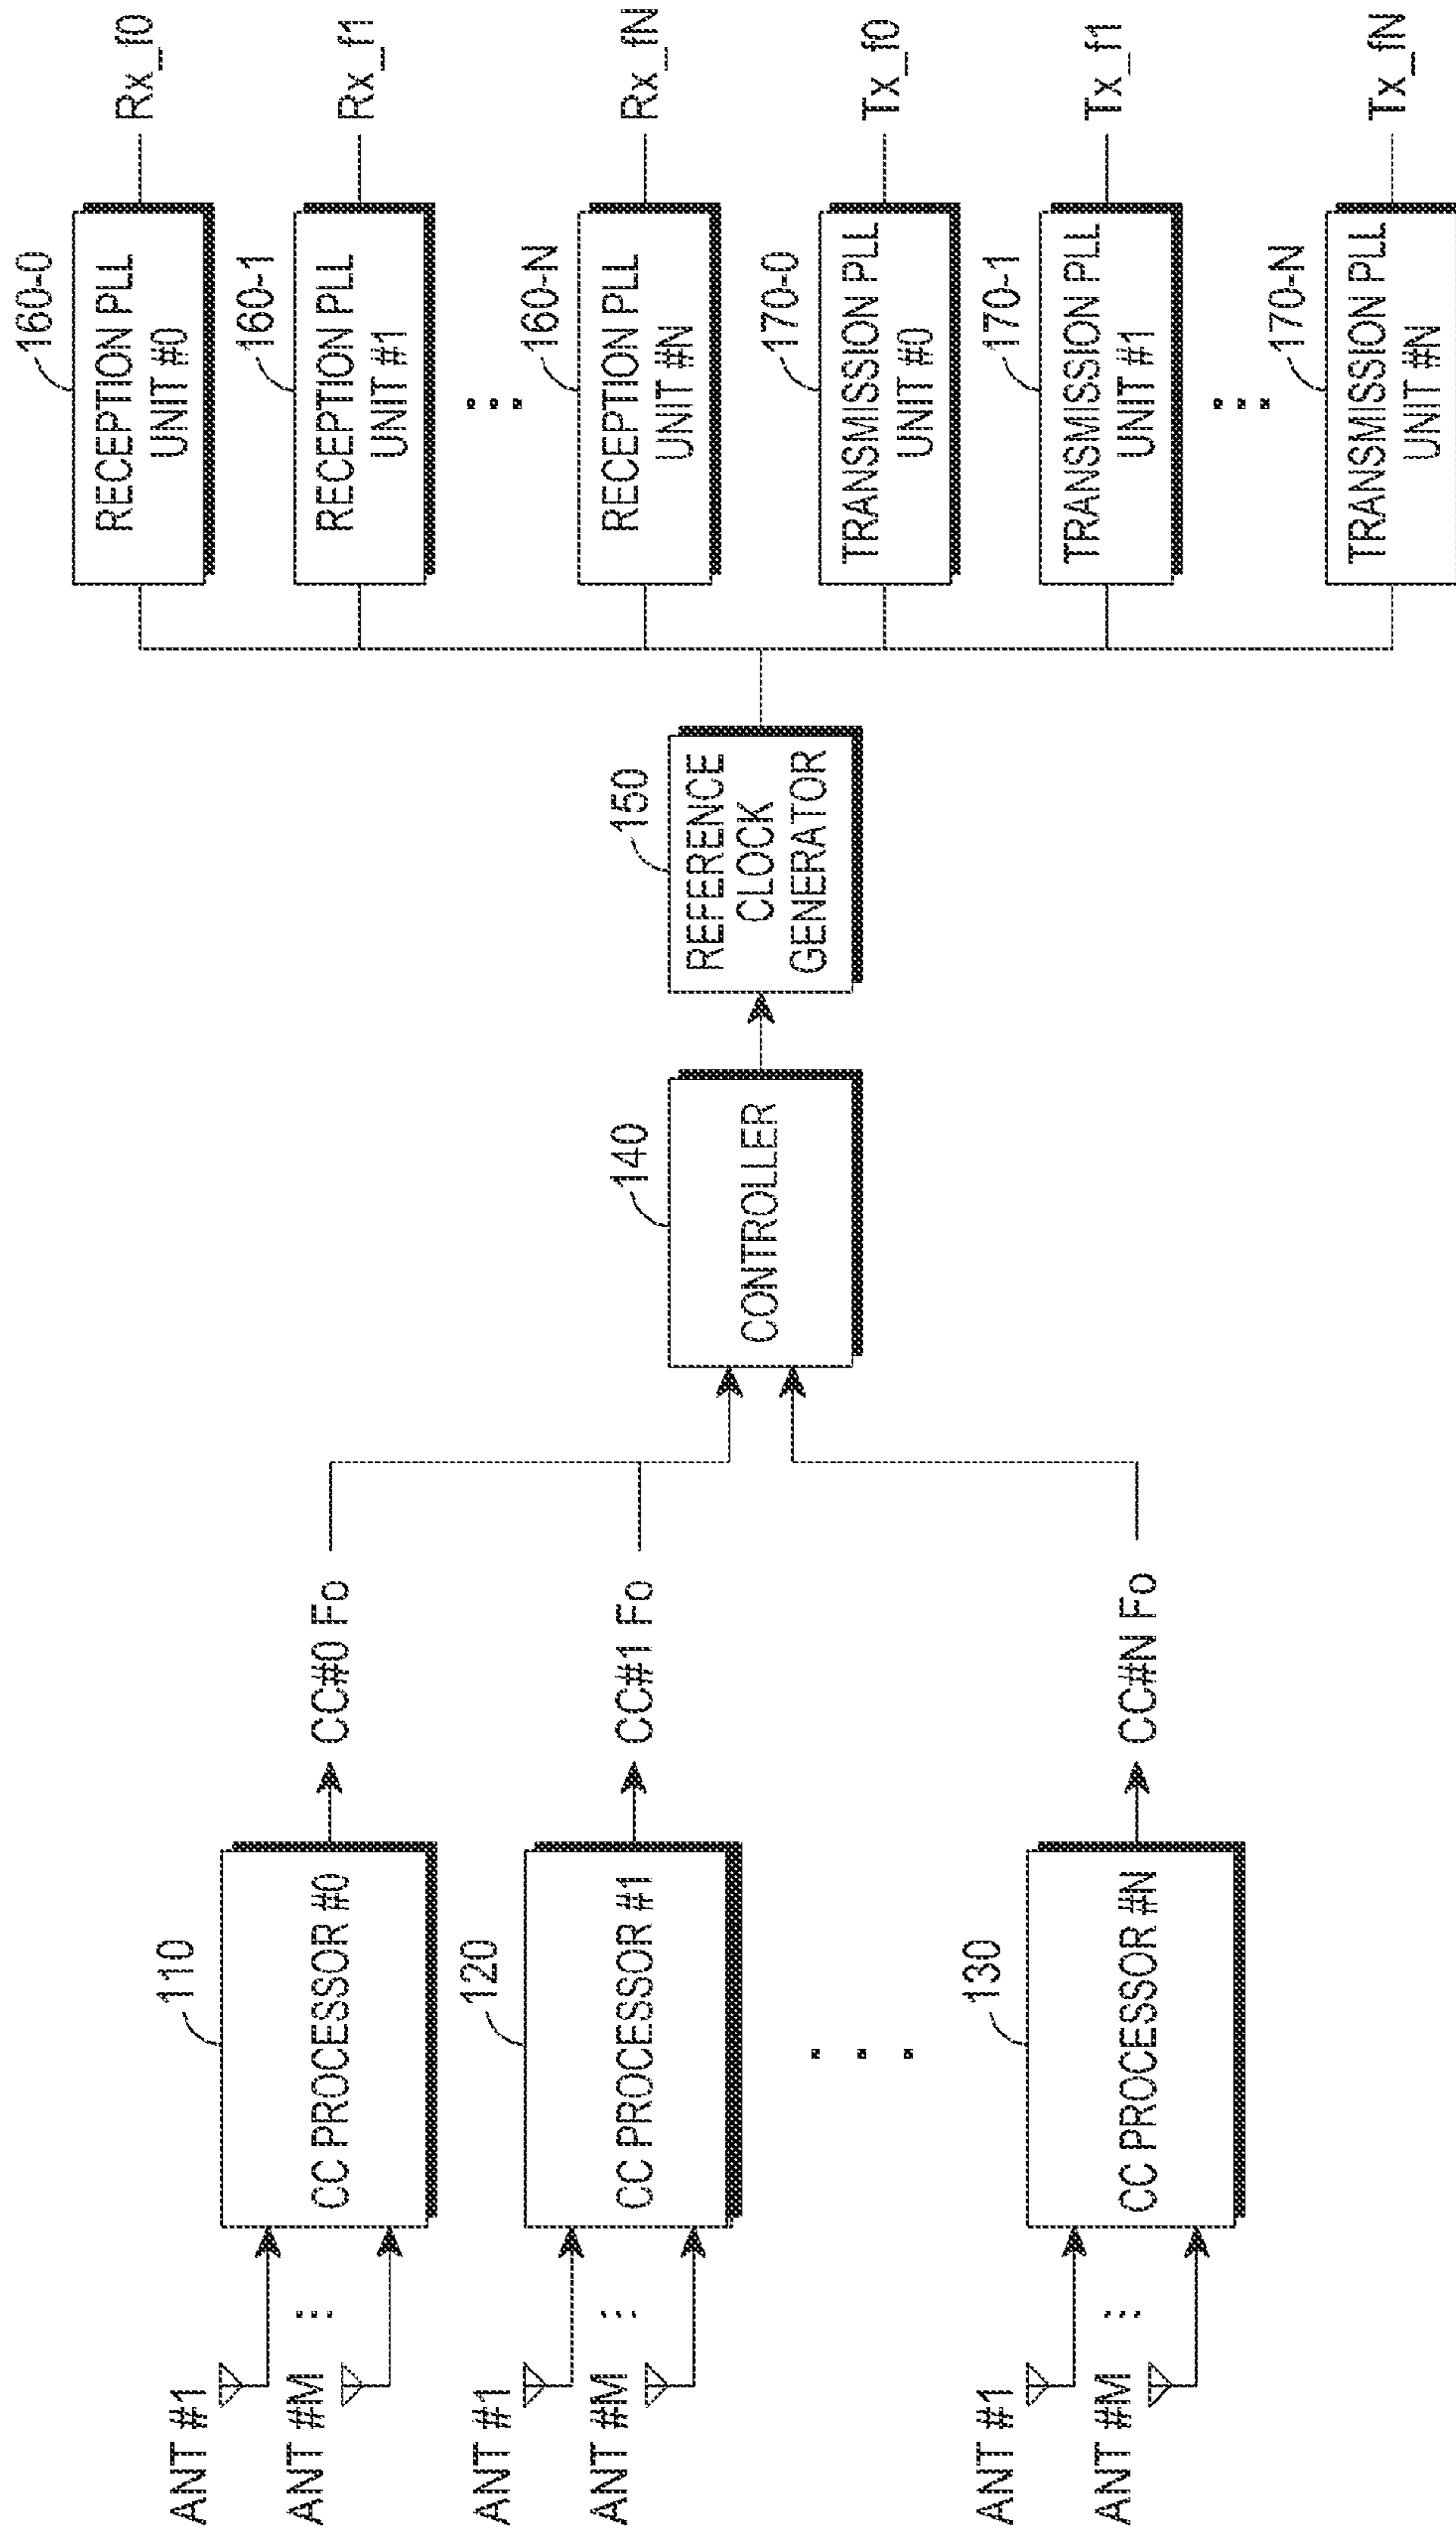 ANT #1
ANT #M
110
CC PROCESSOR #0
CC#0 Fo
ANT #1
ANT #M
120
CC PROCESSOR #1
CC#1 Fo
ANT #1
ANT #M
130
CC PROCESSOR #N
CC#N Fo
140
CONTROLLER
150
REFERENCE
CLOCK
GENERATOR
160-0
RECEPTION PLL
UNIT #0
Rx_f0
160-1
RECEPTION PLL
UNIT #1
Rx_f1
160-N
RECEPTION PLL
UNIT #N
Rx_fN
170-0
TRANSMISSION PLL
UNIT #0
Tx_f0
170-1
TRANSMISSION PLL
UNIT #1
Tx_f1
170-N
TRANSMISSION PLL
UNIT #N
Tx_fN